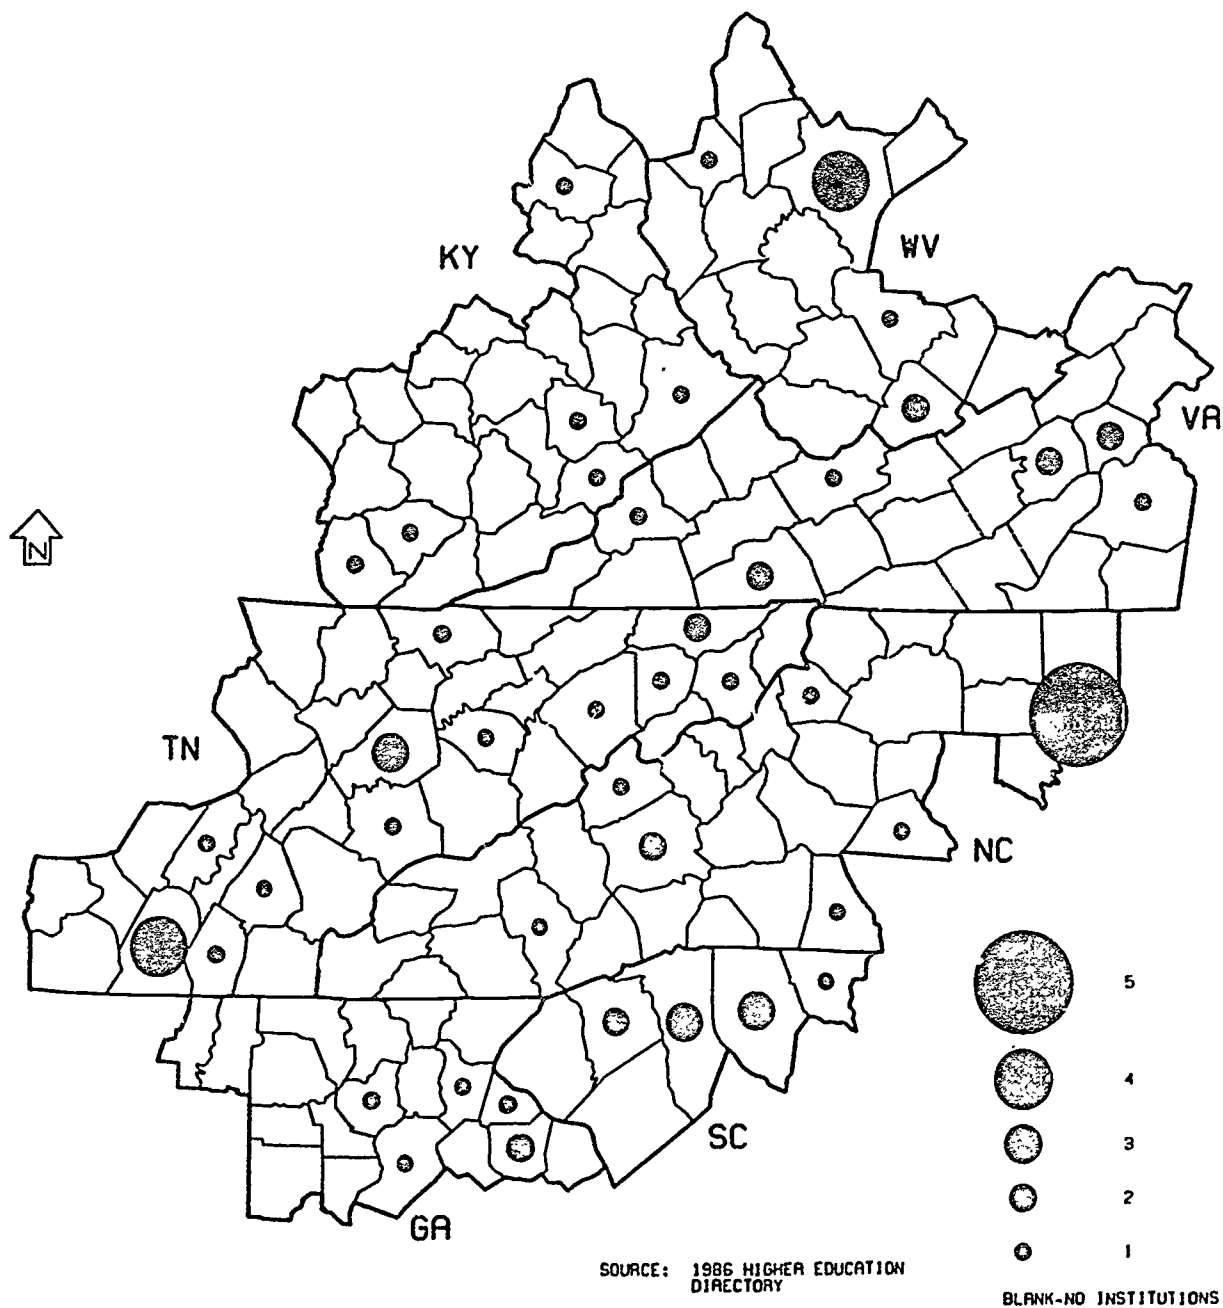 KY
WV
VA
N
TN
NC
5
4
3
2
1
SC
GA
SOURCE: 1986 HIGHER EDUCATION
DIRECTORY
BLANK-NO INSTITUTIONS